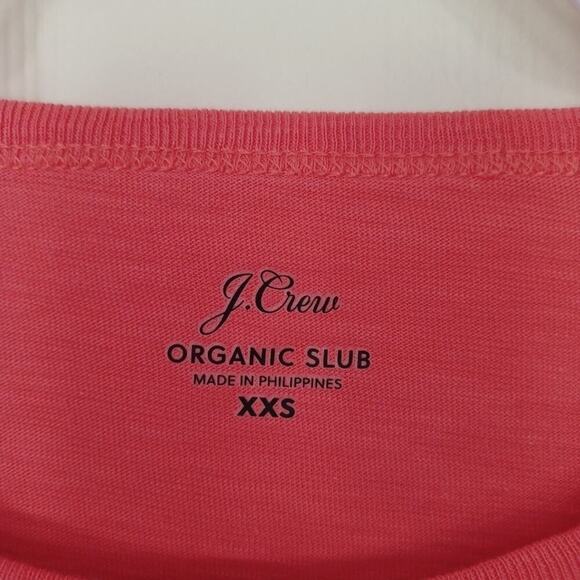 J.Crew
ORGANIC SLUB
MADE IN PHILIPPINES
XXS